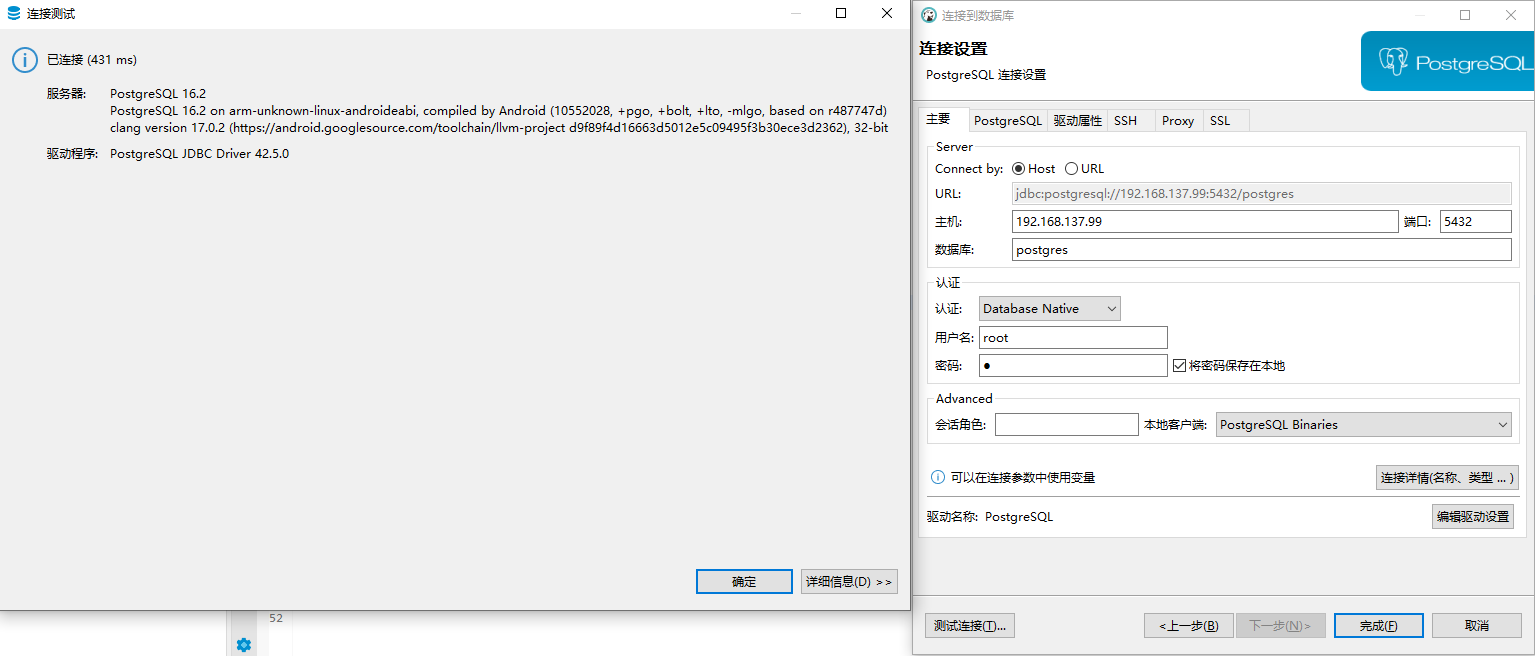 连接测试
已连接 (431 ms)
服务器: PostgreSQL 16.2
PostgreSQL 16.2 on arm-unknown-linux-androideabi, compiled by Android (10552028, +pgo, +bolt, +lto, -mlgo, based on r487747d)
clang version 17.0.2 (https://android.googlesource.com/toolchain/llvm-project d9f89f4d16663d5012e5c09495f3b30ece3d2362), 32-bit
驱动程序: PostgreSQL JDBC Driver 42.5.0
确定 详细信息(D) >>
52
连接到数据库
连接设置
PostgreSQL 连接设置
PostgreSQL
主要 PostgreSQL 驱动属性 SSH Proxy SSL
Server
Connect by: Host URL
URL: jdbc:postgresql://192.168.137.99:5432/postgres
主机: 192.168.137.99 端口: 5432
数据库: postgres
认证
认证: Database Native
用户名: root
密码: ● 将密码保存在本地
Advanced
会话角色: 本地客户端: PostgreSQL Binaries
可以在连接参数中使用变量 连接详情(名称、类型 ... )
驱动名称: PostgreSQL 编辑驱动设置
测试连接(T)... <上一步(B) 下一步(N)> 完成(F) 取消